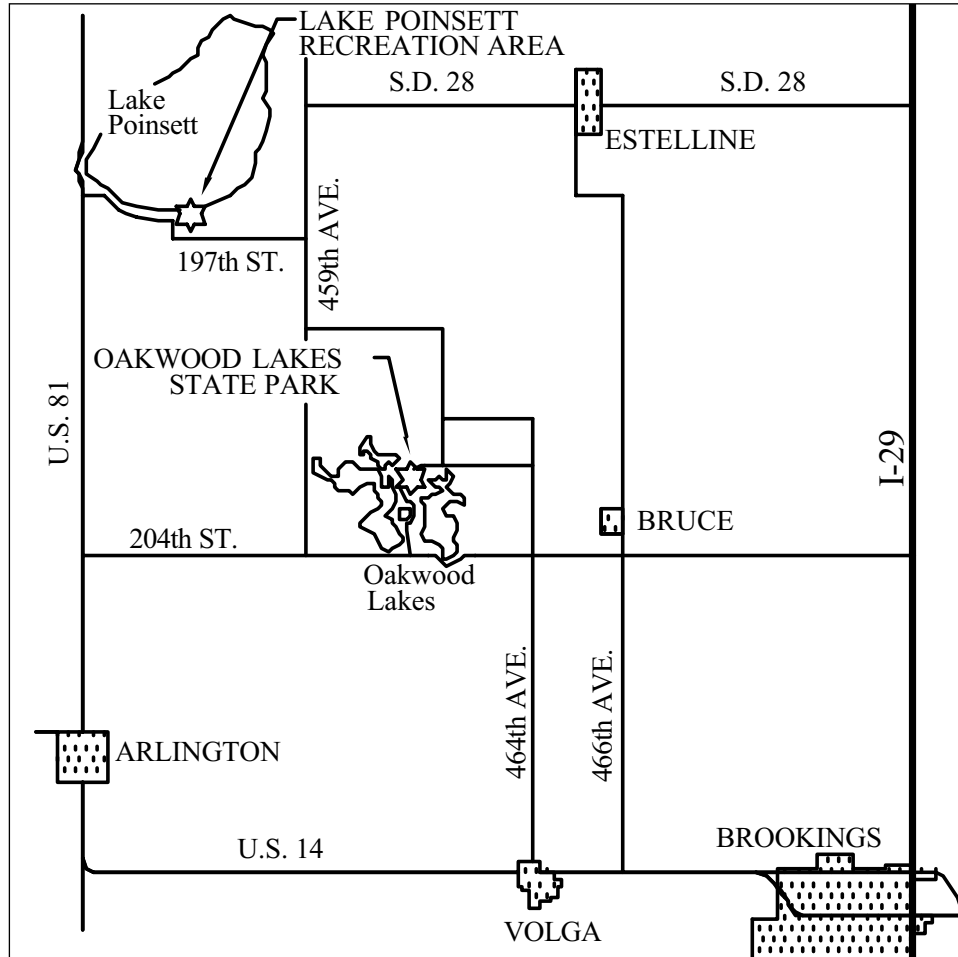 LAKE POINSETT
RECREATION AREA
S.D. 28
S.D. 28
Lake
Poinsett
ESTELLINE
459th AVE.
197th ST.
OAKWOOD LAKES
STATE PARK
U.S. 81
I-29
BRUCE
204th ST.
Oakwood
Lakes
464th AVE.
466th AVE.
ARLINGTON
U.S. 14
BROOKINGS
VOLGA